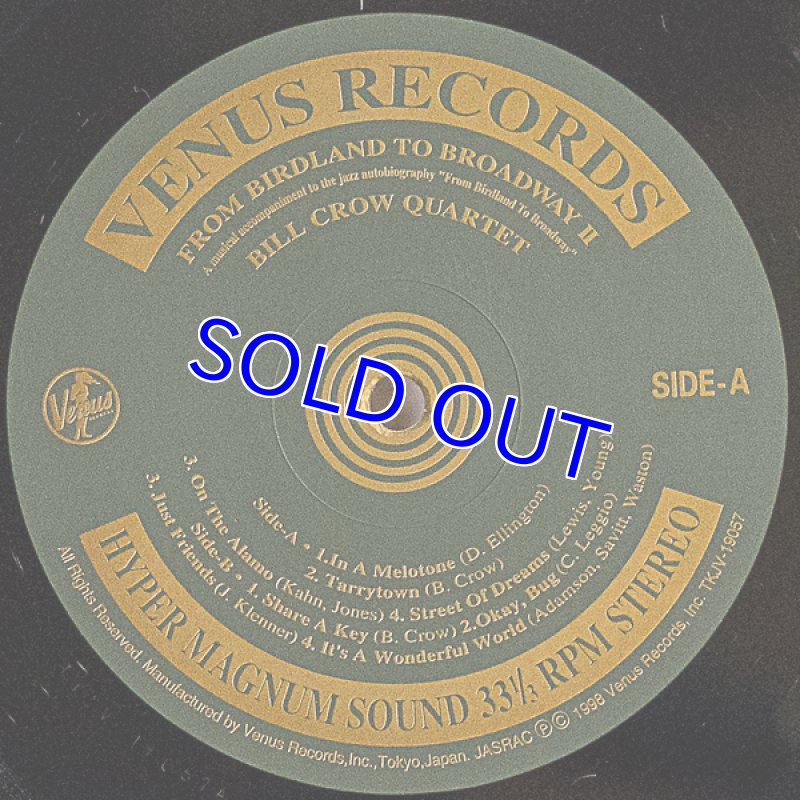 VENUS RECORDS
FROM BIRDLAND TO BROADWAY II
A musical accompaniment to the jazz autobiography "From Birdland To Broadway"
BILL CROW QUARTET
SOLD OUT
Venus
RECORDS
SIDE-A
Side-A • 1.In A Melotone (D. Ellington)
2. Tarrytown (B. Crow)
3. On The Alamo (Kahn, Jones) 4. Street Of Dreams (Lewis, Young)
Side-B • 1. Share A Key (B. Crow) 2.Okay, Bug (C. Leggio)
3. Just Friends (J. Klenner) 4. It's A Wonderful World (Adamson. Savitt, Waston)
HYPER MAGNUM SOUND 33 1/3 RPM STEREO
All Rights Reserved. Manufactured by Venus Records,Inc.,Tokyo,Japan. JASRAC Ⓟ © 1998 Venus Records, Inc. TKJV-19057